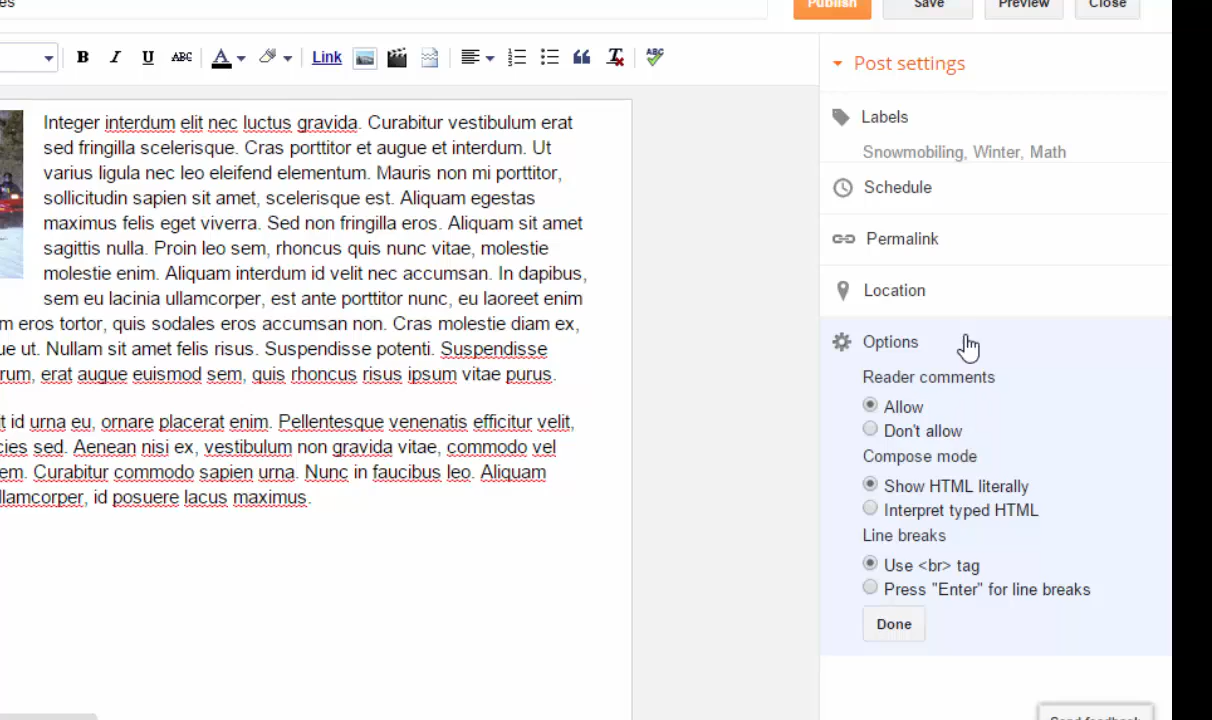 es
Publish Save Preview Close
B I U ABC A Link ABC
Post settings
Labels
Snowmobiling, Winter, Math
Schedule
Permalink
Location
Options
Reader comments
Allow
Don't allow
Compose mode
Show HTML literally
Interpret typed HTML
Line breaks
Use <br> tag
Press "Enter" for line breaks
Done
Send feedback
Integer interdum elit nec luctus gravida. Curabitur vestibulum erat
sed fringilla scelerisque. Cras porttitor et augue et interdum. Ut
varius ligula nec leo eleifend elementum. Mauris non mi porttitor,
sollicitudin sapien sit amet, scelerisque est. Aliquam egestas
maximus felis eget viverra. Sed non fringilla eros. Aliquam sit amet
sagittis nulla. Proin leo sem, rhoncus quis nunc vitae, molestie
molestie enim. Aliquam interdum id velit nec accumsan. In dapibus,
sem eu lacinia ullamcorper, est ante porttitor nunc, eu laoreet enim
m eros tortor, quis sodales eros accumsan non. Cras molestie diam ex,
ue ut. Nullam sit amet felis risus. Suspendisse potenti. Suspendisse
rum, erat augue euismod sem, quis rhoncus risus ipsum vitae purus.
t id urna eu, ornare placerat enim. Pellentesque venenatis efficitur velit,
cies sed. Aenean nisi ex, vestibulum non gravida vitae, commodo vel
em. Curabitur commodo sapien urna. Nunc in faucibus leo. Aliquam
llamcorper, id posuere lacus maximus.